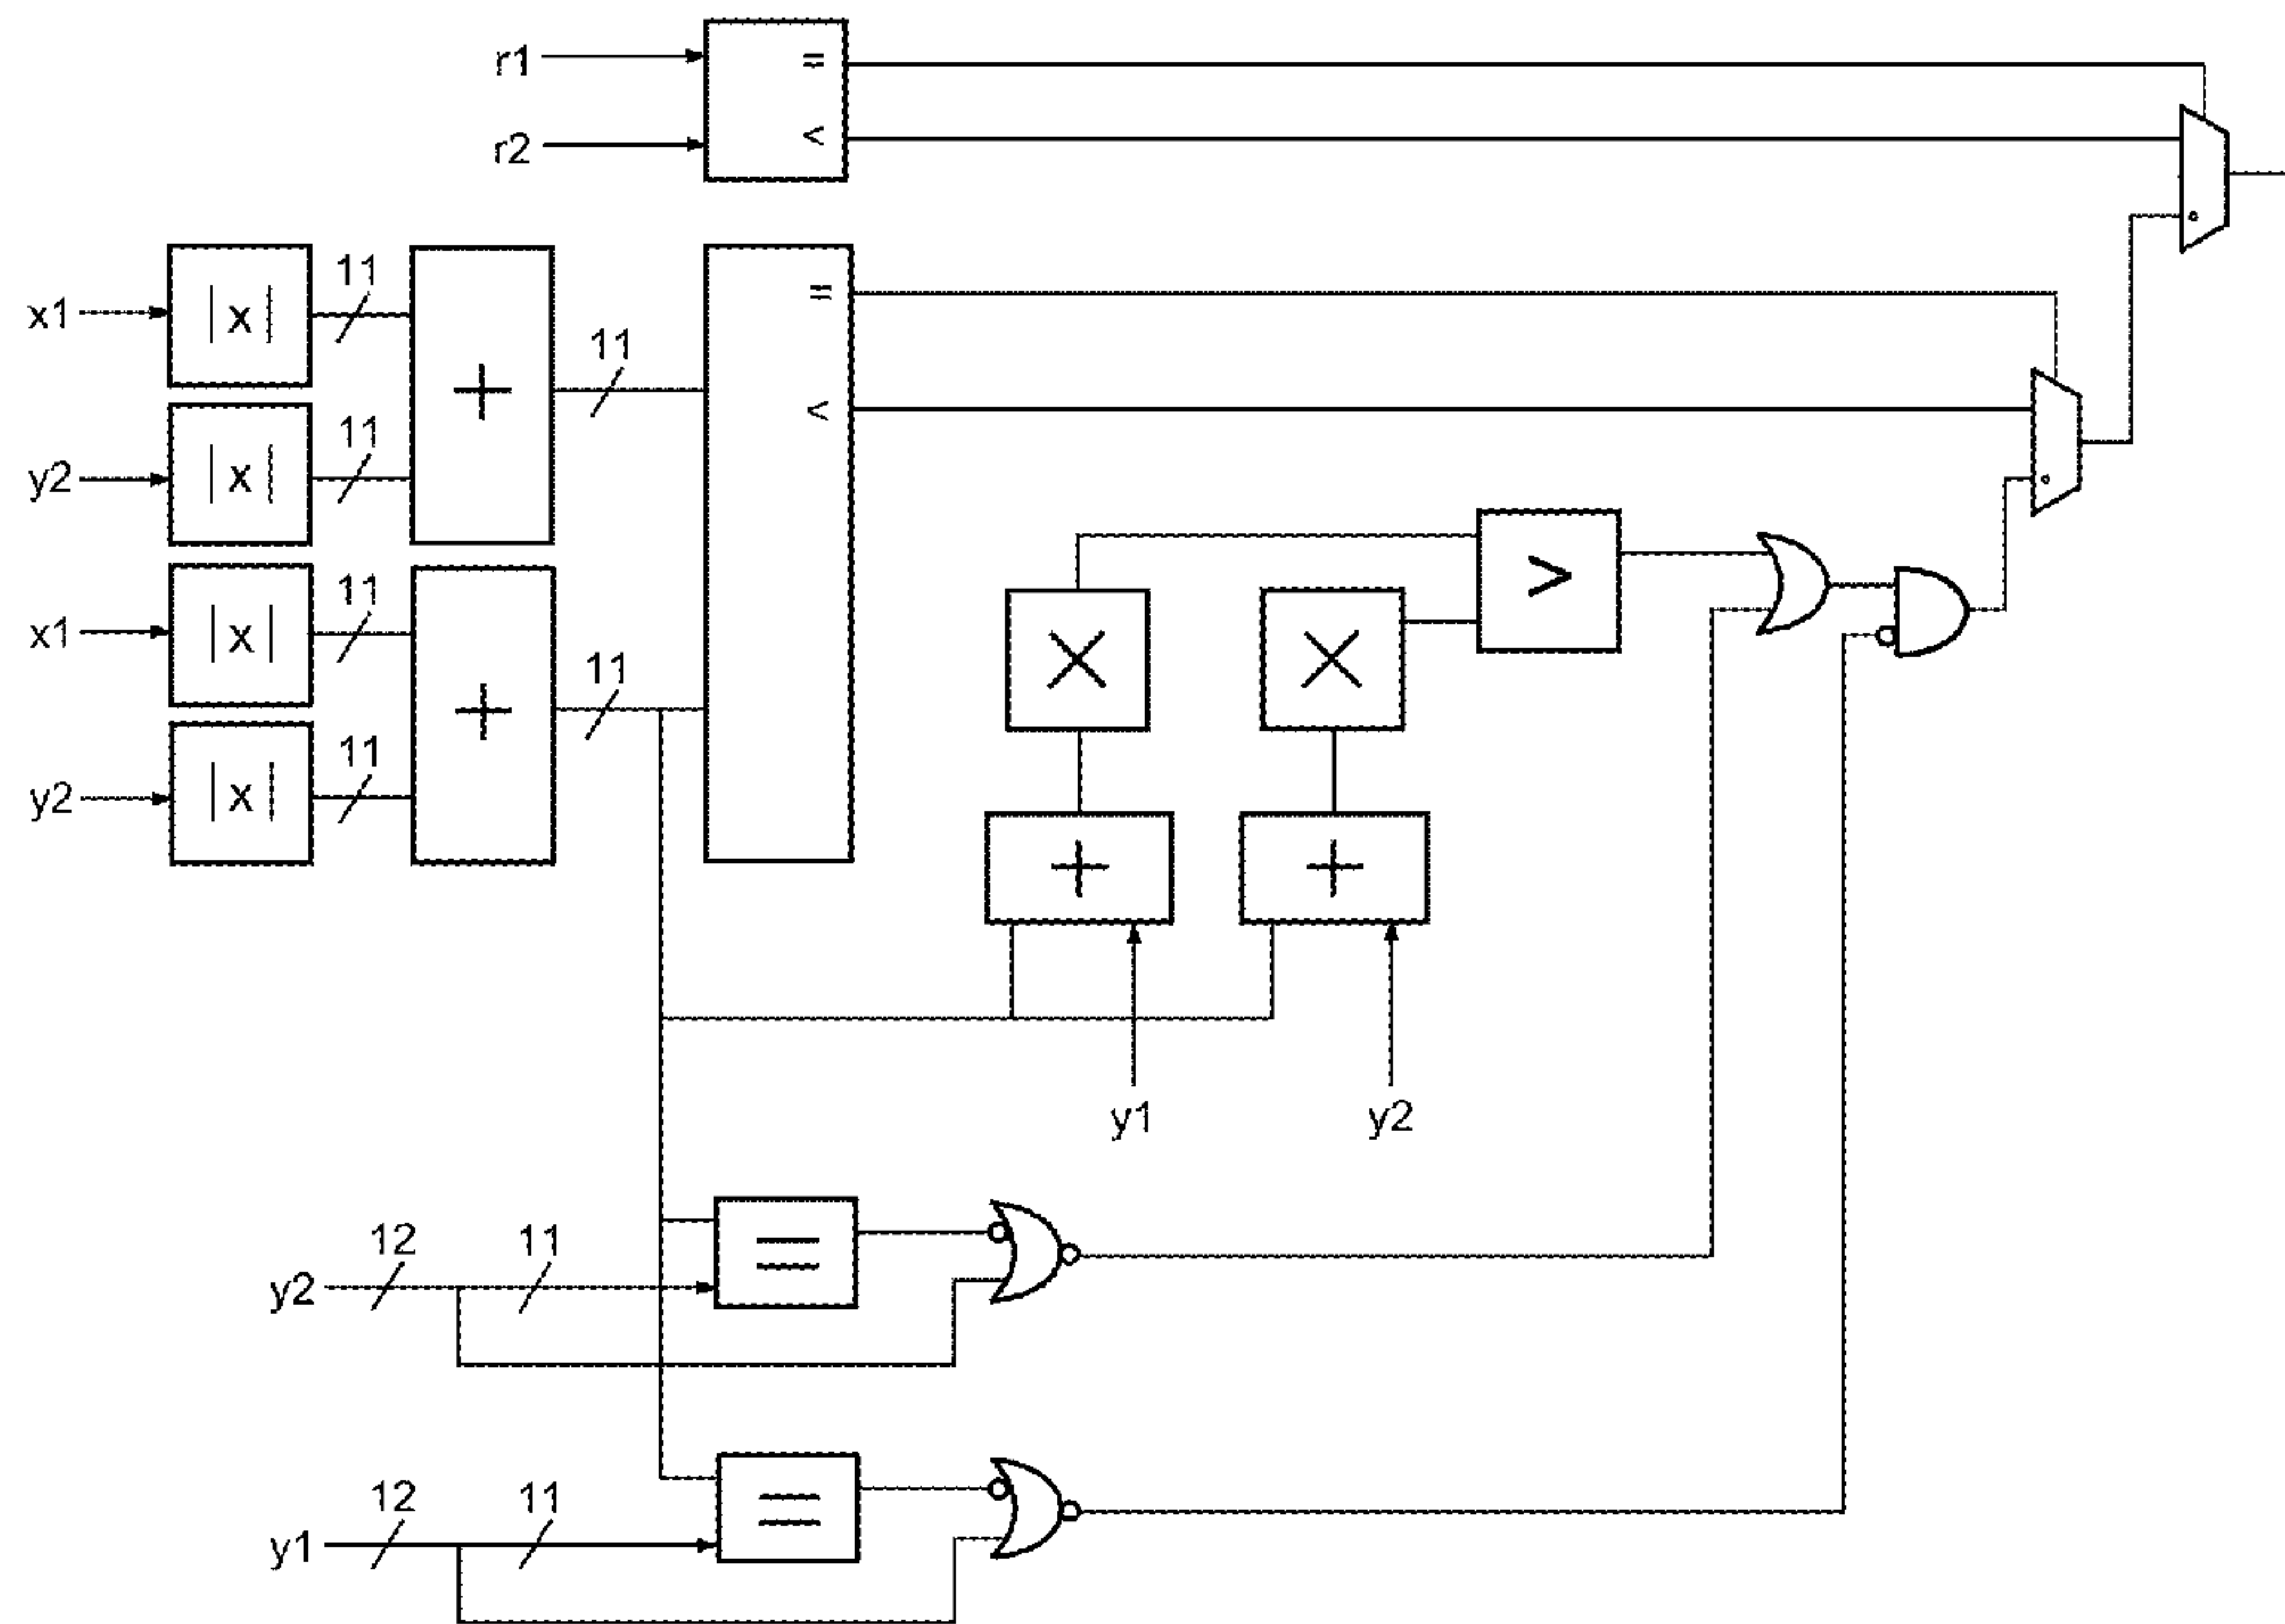 r1
=
r2
<
x1
|x|
11
=
+
11
y2
|x|
11
<
x1
|x|
11
>
×
×
+
11
y2
|x|
11
+
+
y1
y2
12
11
=
y2
12
11
=
y1